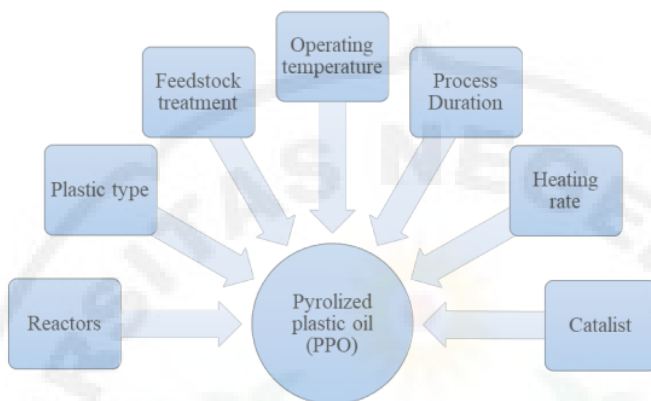 Operating
temperature
Feedstock
treatment
Process
Duration
Plastic type
Heating
rate
Reactors
Pyrolized
plastic oil
(PPO)
Catalist